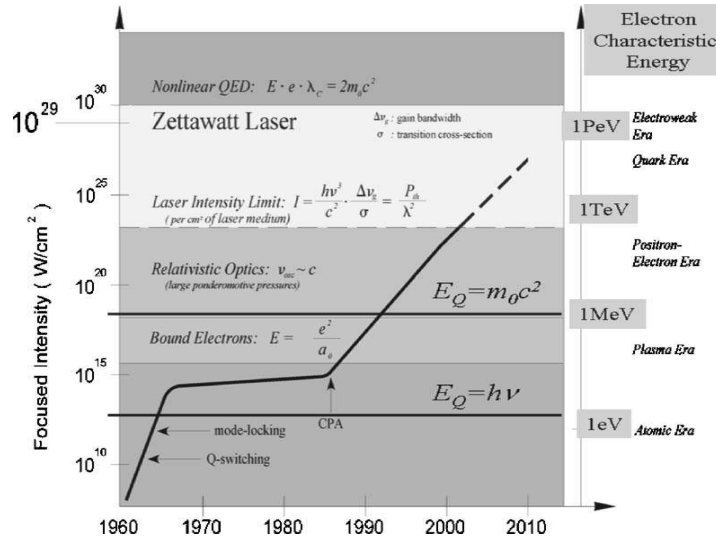 Electron
Characteristic
Energy
Nonlinear QED: E · e · λ_C = 2m_0c^2
10^30
10^29
Zettawatt Laser
Δν_g : gain bandwidth
σ : transition cross-section
1PeV
Electroweak
Era
Quark Era
10^25
Laser Intensity Limit: I = hν^3/c^2 · Δν_g/σ = P_th/λ^2
(per cm² of laser medium)
1TeV
Positron-
Electron Era
Relativistic Optics: ν_osc ~ c
(large ponderomotive pressures)
10^20
E_Q=m_0c^2
1MeV
Bound Electrons: E = e^2/a_0
Plasma Era
10^15
E_Q=hν
CPA
mode-locking
1eV
Atomic Era
Q-switching
10^10
Focused Intensity (W/cm^2)
1960 1970 1980 1990 2000 2010